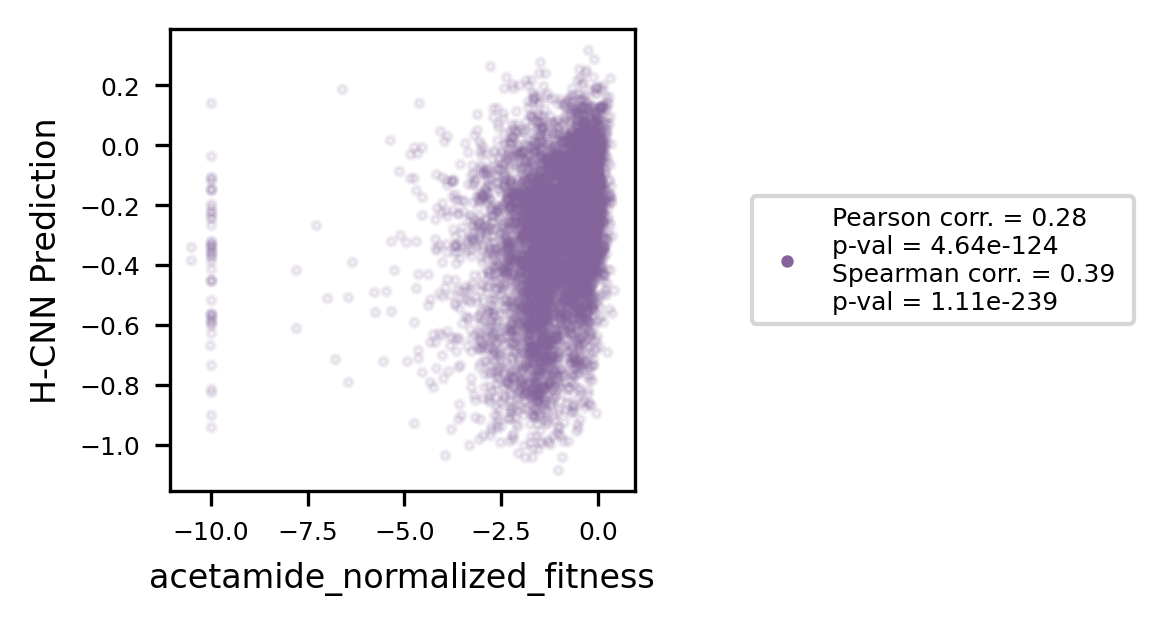 H-CNN Prediction
0.2
0.0
−0.2
−0.4
−0.6
−0.8
−1.0
−10.0
−7.5
−5.0
−2.5
0.0
acetamide_normalized_fitness
Pearson corr. = 0.28
p-val = 4.64e-124
Spearman corr. = 0.39
p-val = 1.11e-239